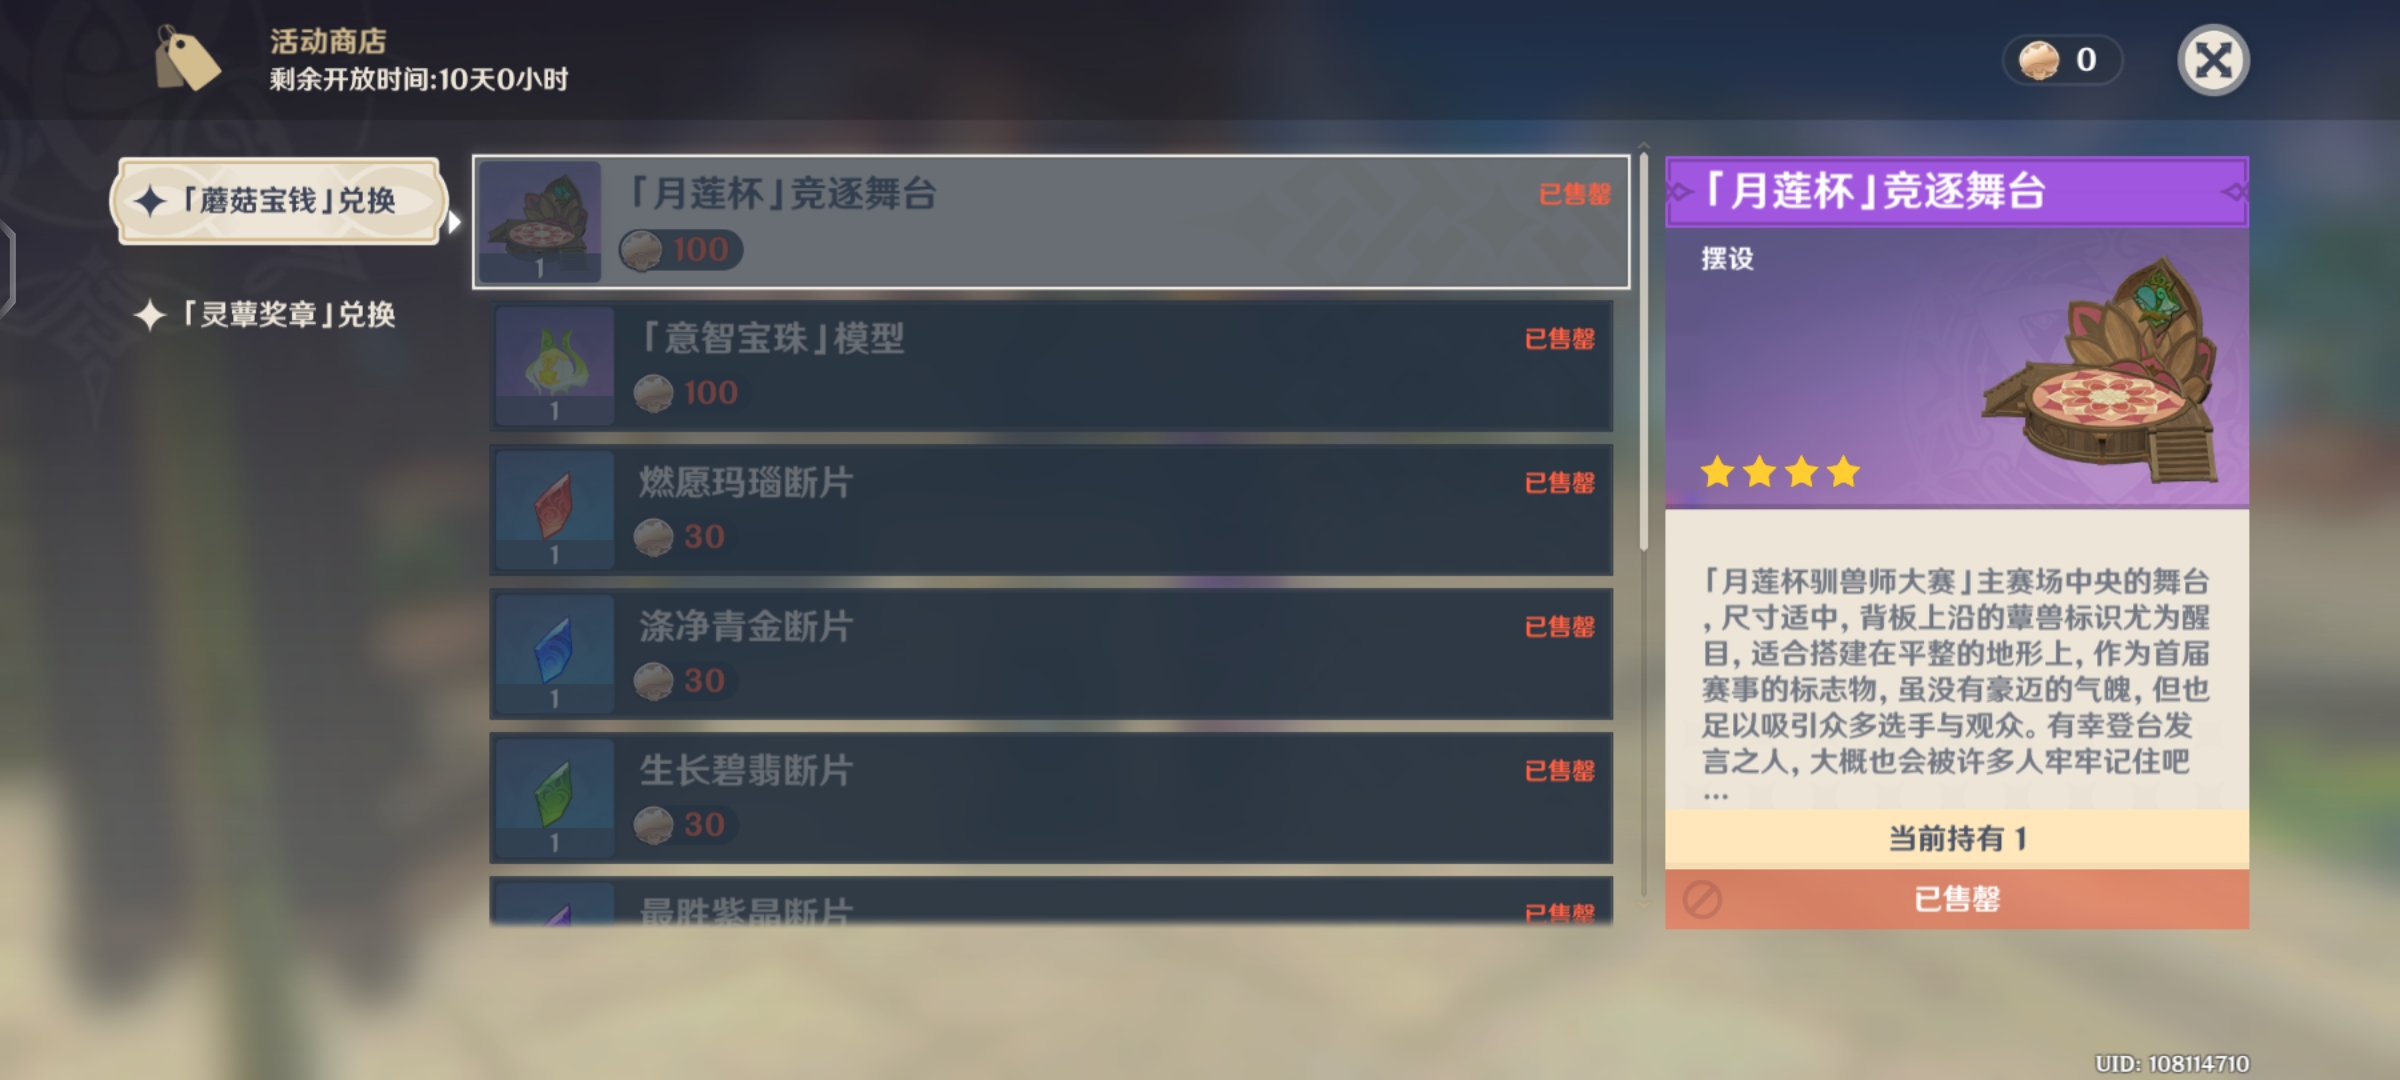 活动商店
剩余开放时间:10天0小时
0
「蘑菇宝钱」兑换
「灵蕈奖章」兑换
「月莲杯」竞逐舞台
已售罄
100
1
「意智宝珠」模型
已售罄
100
1
燃愿玛瑙断片
已售罄
30
1
涤净青金断片
已售罄
30
1
生长碧翡断片
已售罄
30
1
最胜紫晶断片
已售罄
「月莲杯」竞逐舞台
摆设
「月莲杯驯兽师大赛」主赛场中央的舞台
，尺寸适中，背板上沿的蕈兽标识尤为醒
目，适合搭建在平整的地形上，作为首届
赛事的标志物，虽没有豪迈的气魄，但也
足以吸引众多选手与观众。有幸登台发
言之人，大概也会被许多人牢牢记住吧
…
当前持有 1
已售罄
UID: 108114710